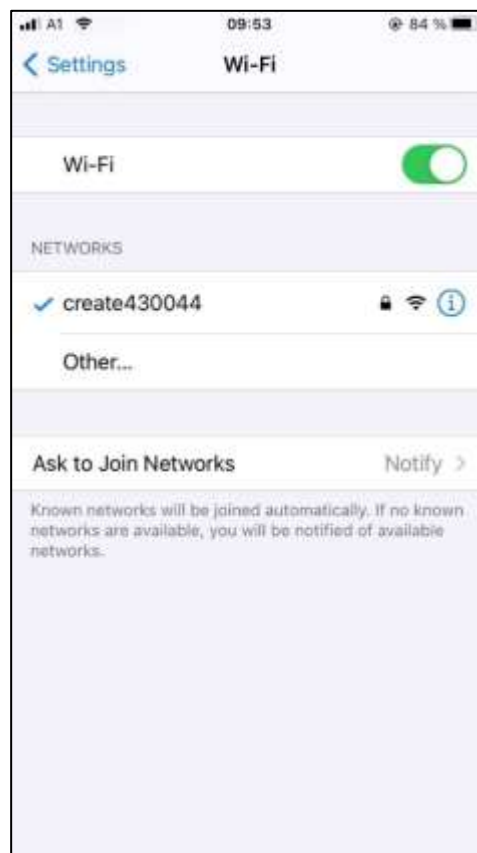 A1 09:53 84 %
Settings Wi-Fi
Wi-Fi
NETWORKS
create430044
Other...
Ask to Join Networks Notify
Known networks will be joined automatically. If no known
networks are available, you will be notified of available
networks.